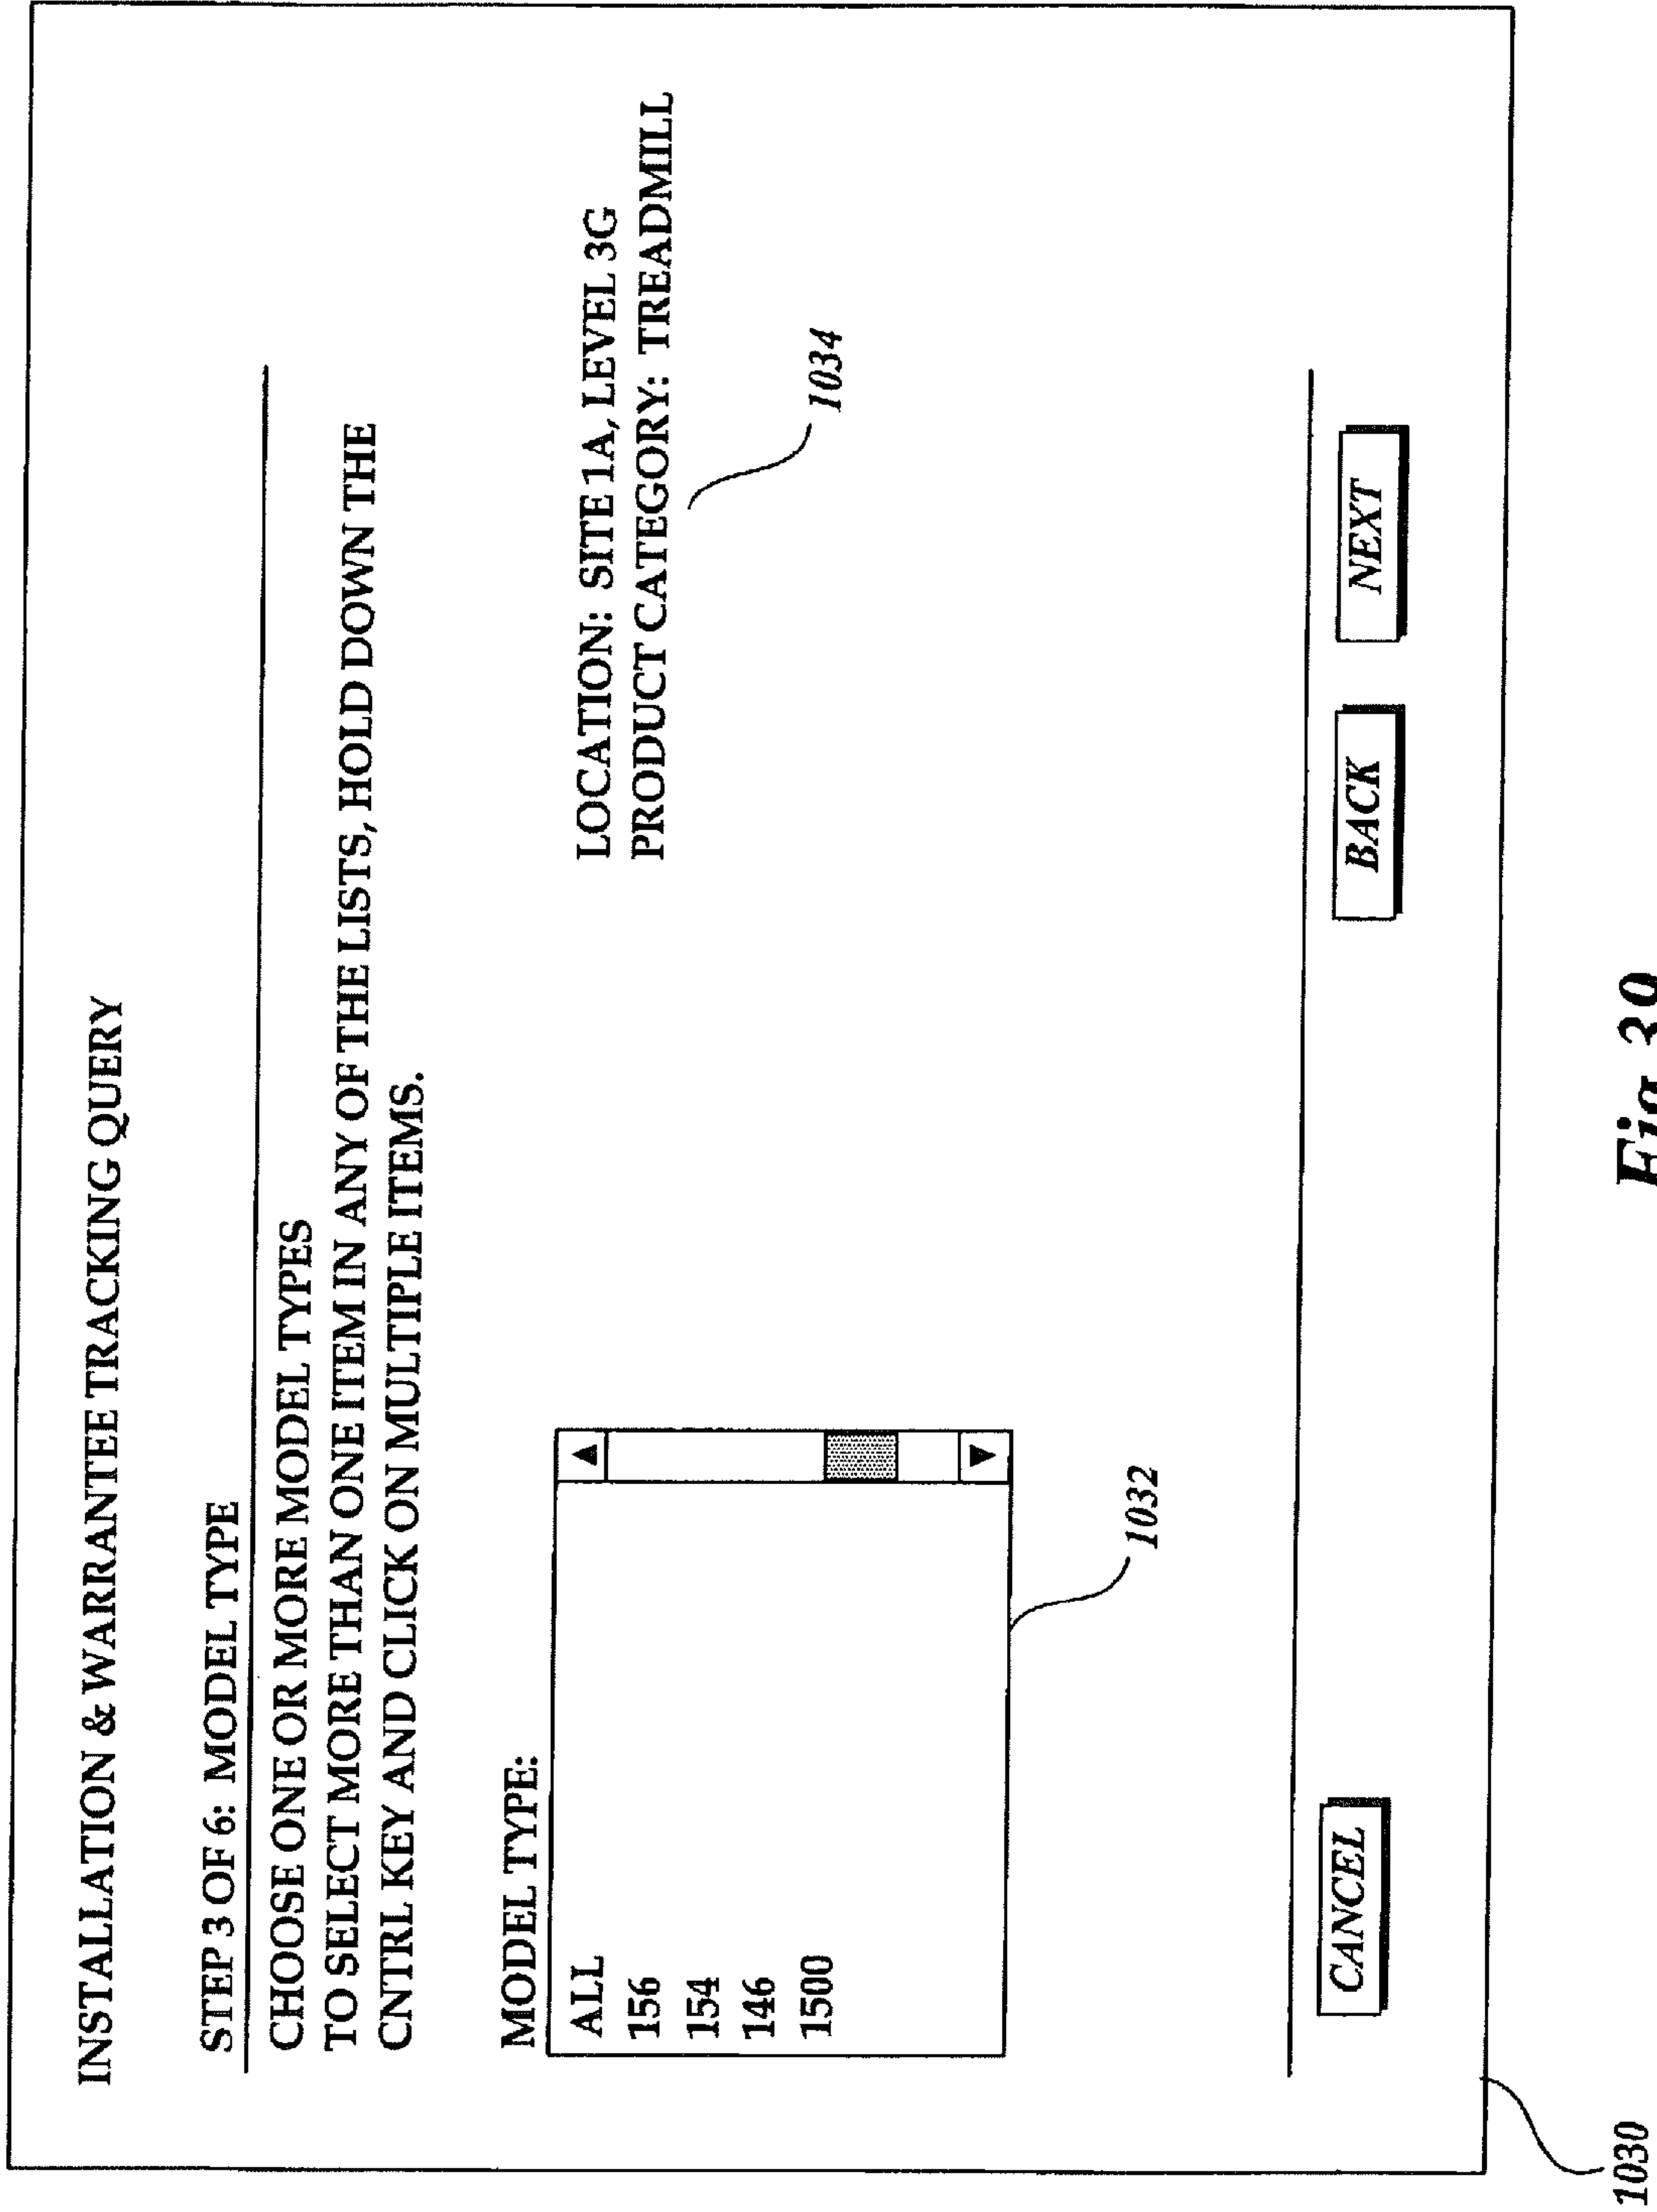 INSTALLATION & WARRANTEE TRACKING QUERY
STEP 3 OF 6: MODEL TYPE
CHOOSE ONE OR MORE MODEL TYPES
TO SELECT MORE THAN ONE ITEM IN ANY OF THE LISTS, HOLD DOWN THE
CNTRL KEY AND CLICK ON MULTIPLE ITEMS.
MODEL TYPE:
ALL
156
154
146
1500
LOCATION: SITE 1A, LEVEL 3G
PRODUCT CATEGORY: TREADMILL
1034
1032
CANCEL
BACK
NEXT
1030
Fig. 39